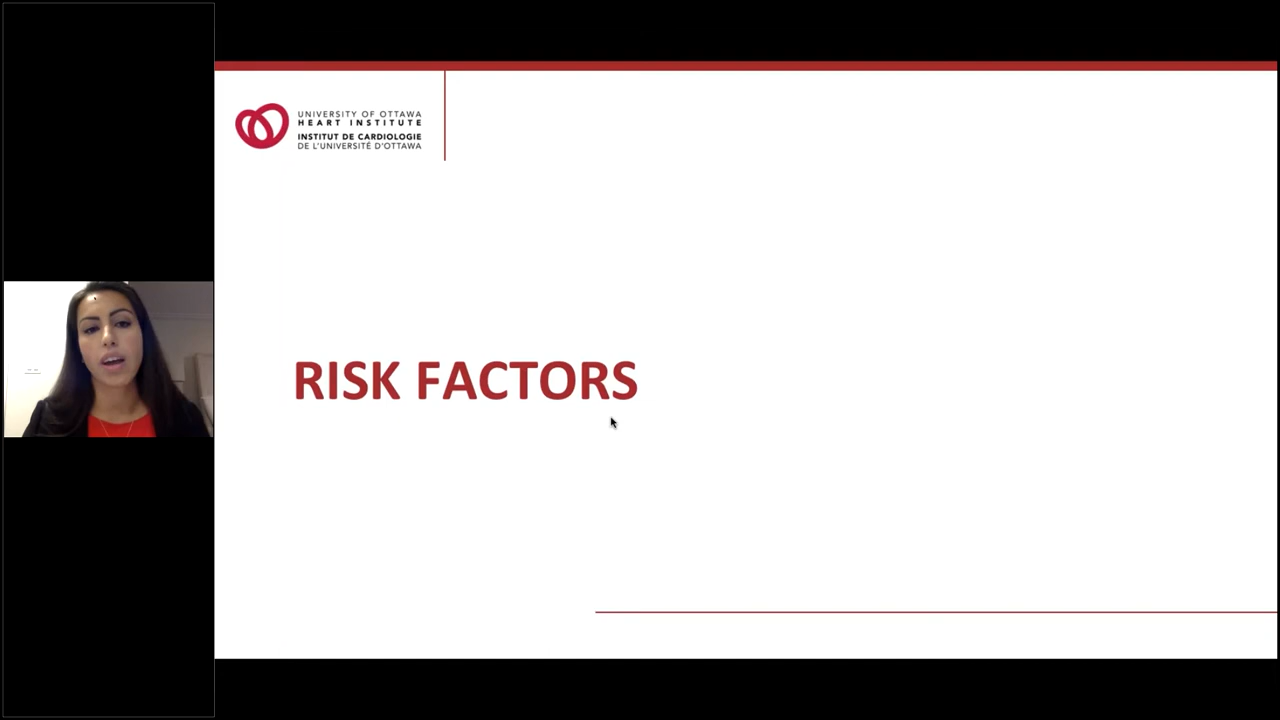 UNIVERSITY OF OTTAWA
HEART INSTITUTE
INSTITUT DE CARDIOLOGIE
DE L'UNIVERSITÉ D'OTTAWA
RISK FACTORS